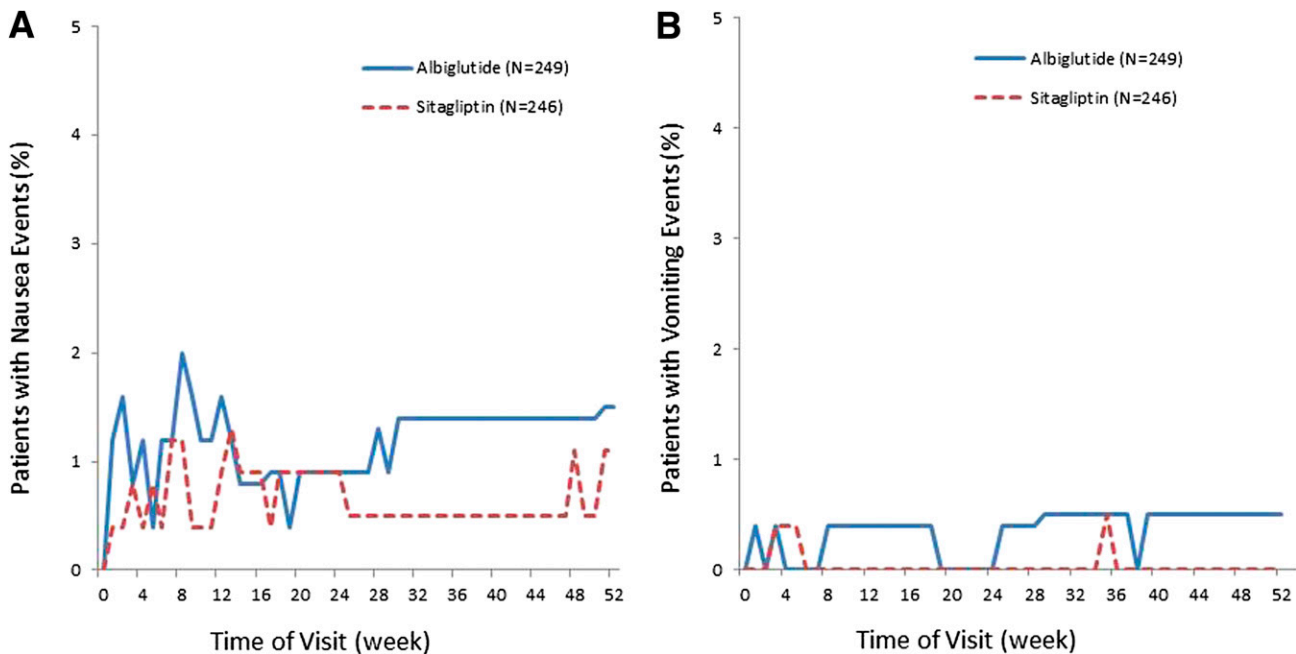 A
Patients with Nausea Events (%)
5
4
3
2
1
0
Albiglutide (N=249)
Sitagliptin (N=246)
0 4 8 12 16 20 24 28 32 36 40 44 48 52
Time of Visit (week)
B
Patients with Vomiting Events (%)
5
4
3
2
1
0
Albiglutide (N=249)
Sitagliptin (N=246)
0 4 8 12 16 20 24 28 32 36 40 44 48 52
Time of Visit (week)